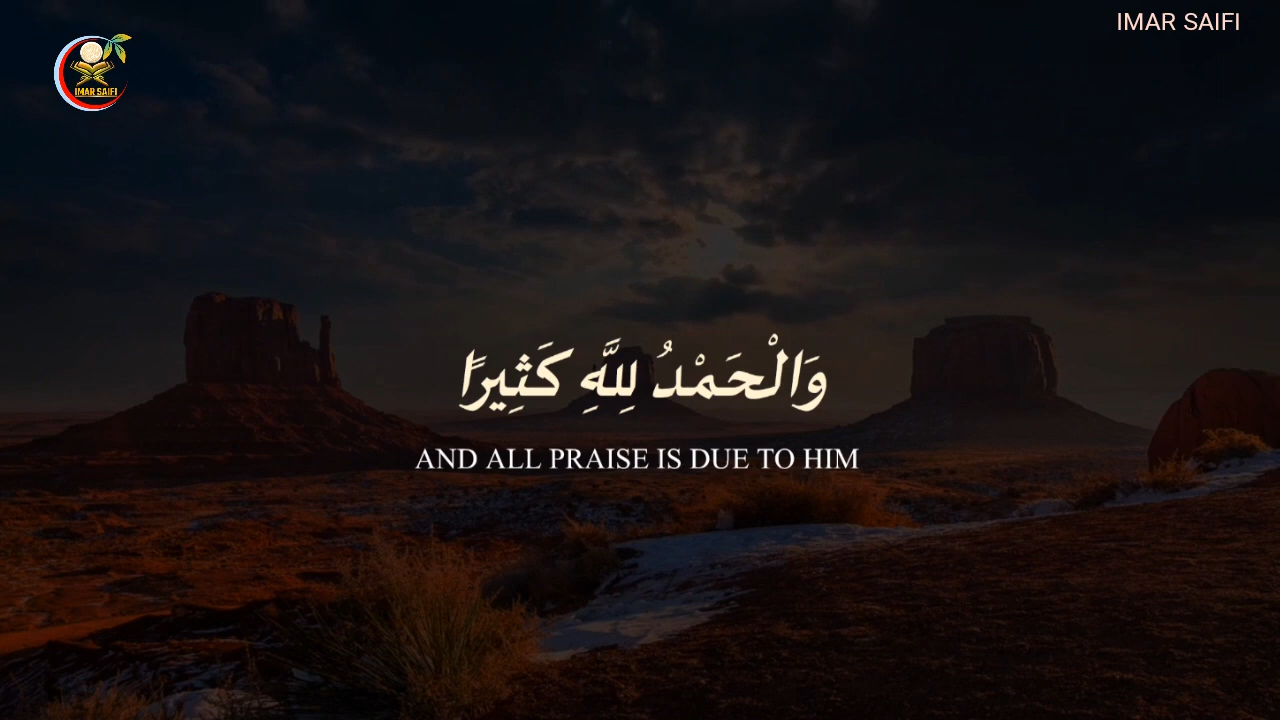 IMAR SAIFI
IMAR SAIFI
وَالْحَمْدُ لِلَّهِ كَثِيرًا
AND ALL PRAISE IS DUE TO HIM